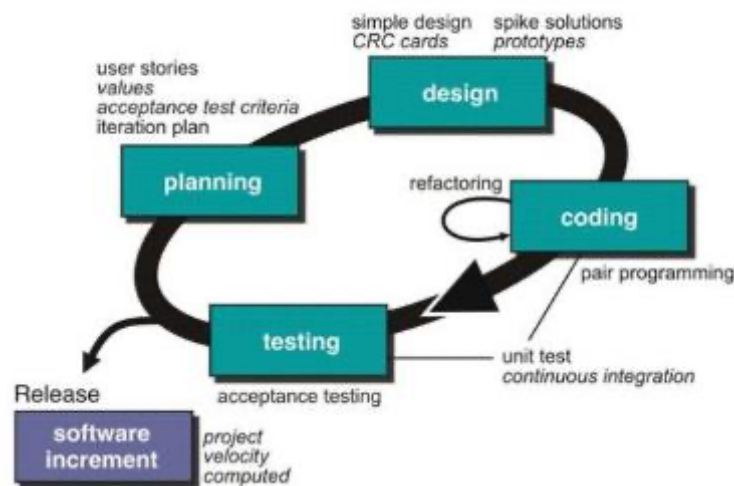 simple design
CRC cards
spike solutions
prototypes
design
user stories
values
acceptance test criteria
iteration plan
planning
refactoring
coding
pair programming
testing
unit test
continuous integration
acceptance testing
Release
software
increment
project
velocity
computed